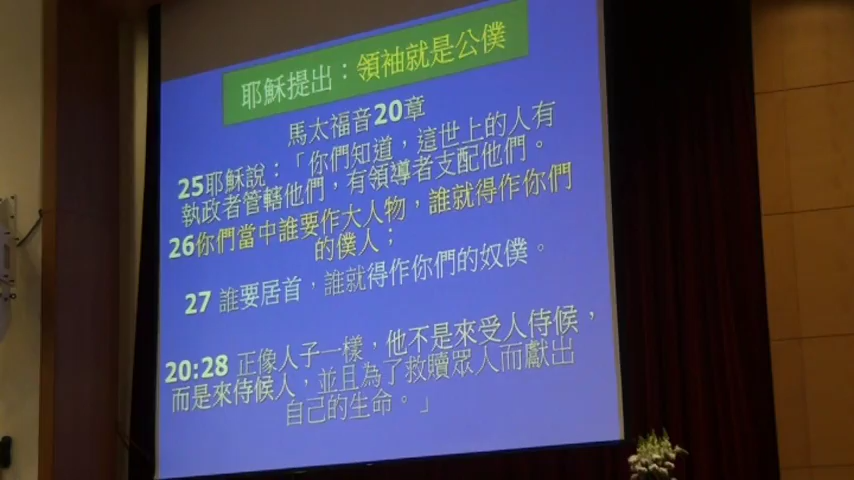 耶穌提出：領袖就是公僕
馬太福音20章
25耶穌說：「你們知道，這世上的人有
執政者管轄他們，有領導者支配他們。
26你們當中誰要作大人物，誰就得作你們
的僕人；
27 誰要居首，誰就得作你們的奴僕。
20:28 正像人子一樣，他不是來受人侍候，
而是來侍候人，並且為了救贖眾人而獻出
自己的生命。」